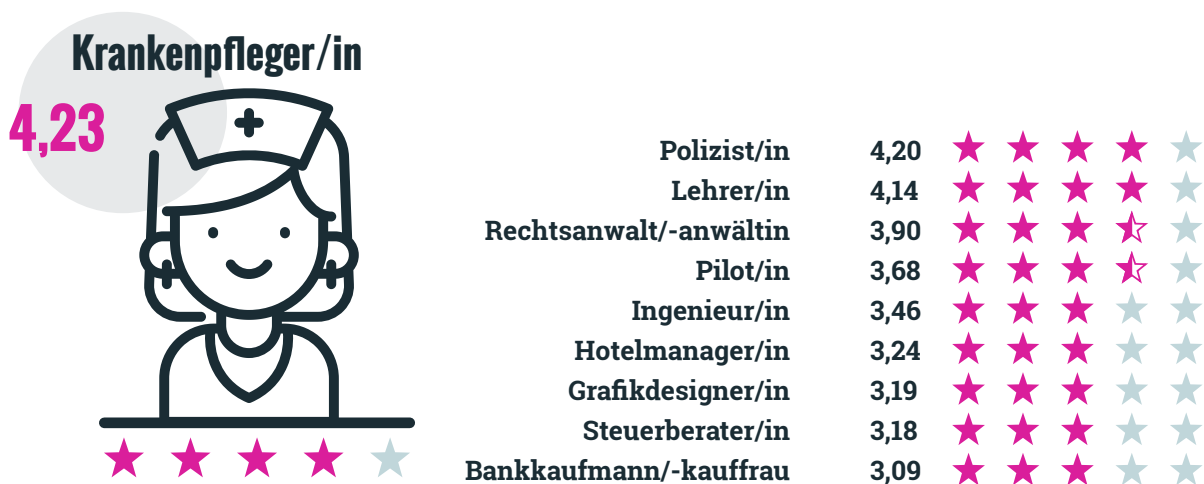 Krankenpfleger/in
4,23
Polizist/in 4,20
Lehrer/in 4,14
Rechtsanwalt/-anwältin 3,90
Pilot/in 3,68
Ingenieur/in 3,46
Hotelmanager/in 3,24
Grafikdesigner/in 3,19
Steuerberater/in 3,18
Bankkaufmann/-kauffrau 3,09